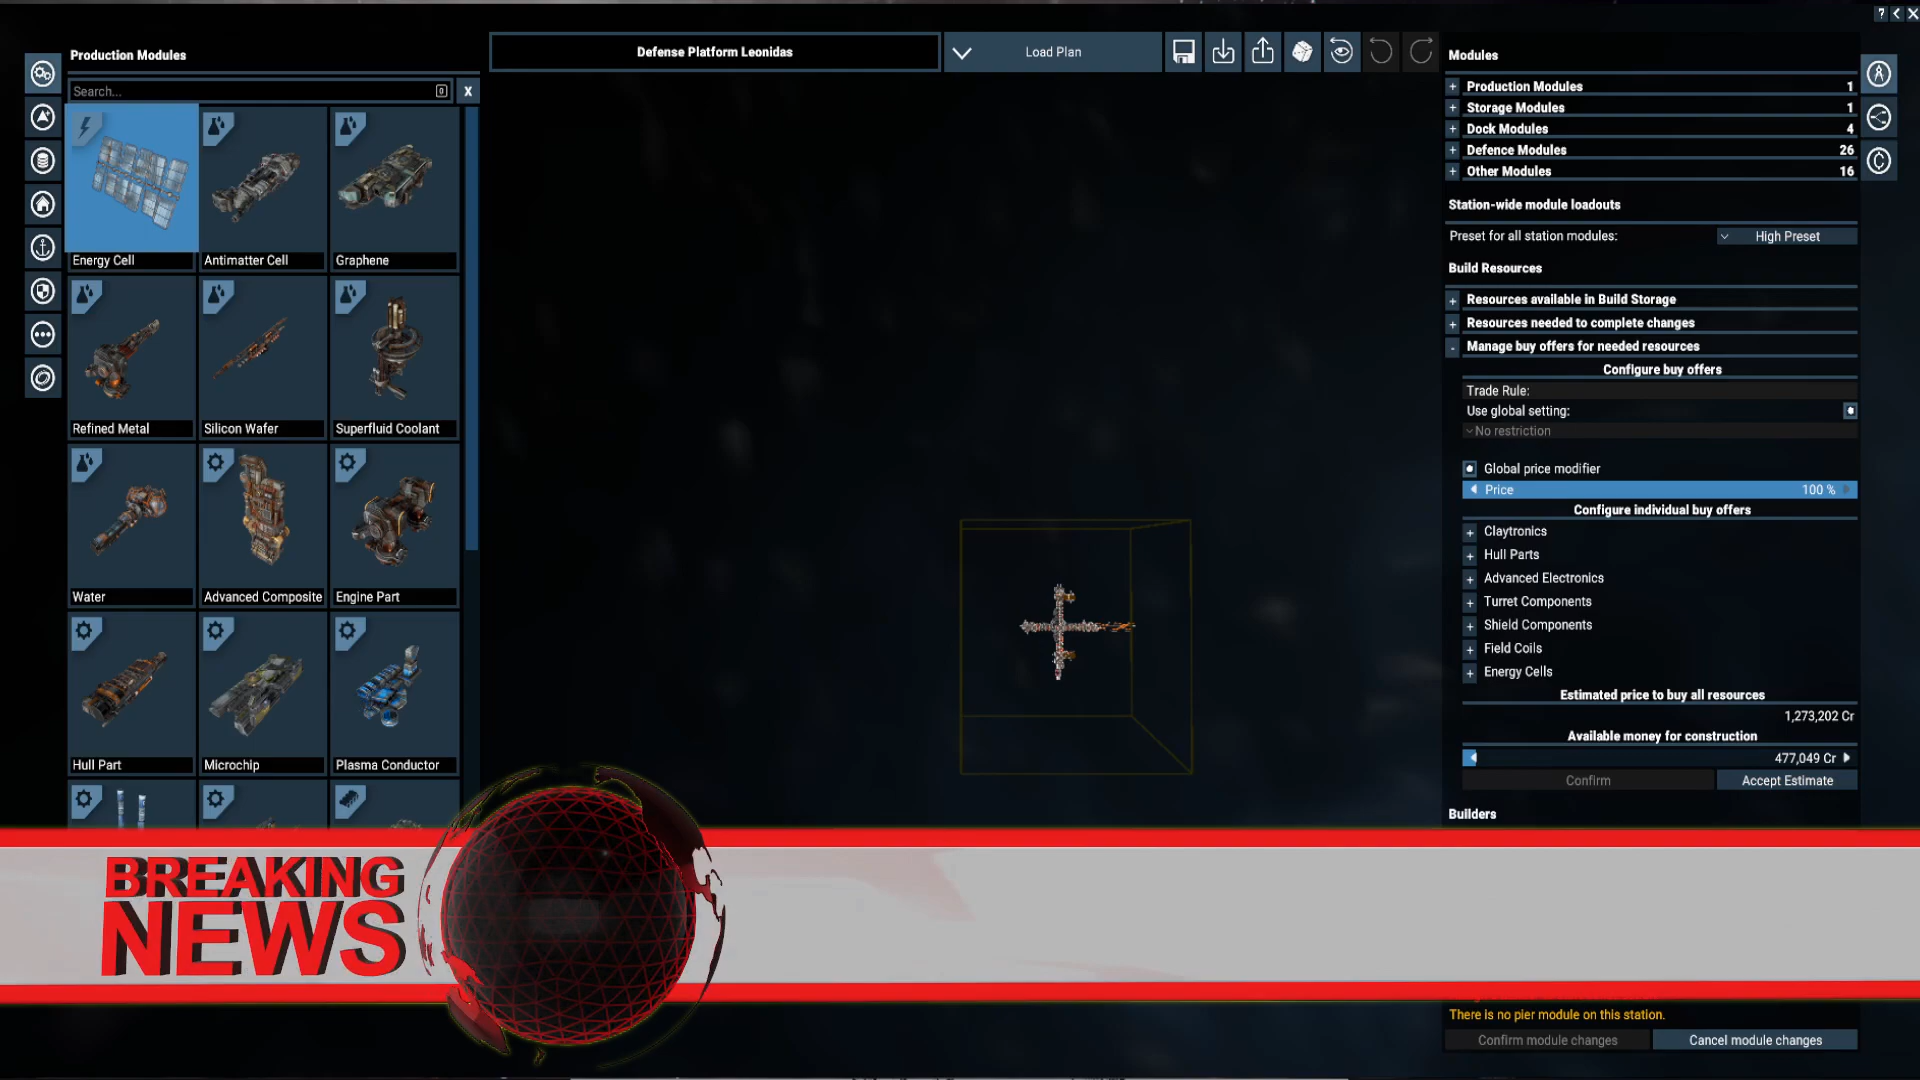 ? < X
Production Modules
Search...
0
X
Energy Cell
Antimatter Cell
Graphene
Refined Metal
Silicon Wafer
Superfluid Coolant
Water
Advanced Composite
Engine Part
Hull Part
Microchip
Plasma Conductor
Defense Platform Leonidas
Load Plan
Modules
+ Production Modules 1
+ Storage Modules 1
+ Dock Modules 4
+ Defence Modules 26
+ Other Modules 16
Station-wide module loadouts
Preset for all station modules: High Preset
Build Resources
+ Resources available in Build Storage
+ Resources needed to complete changes
- Manage buy offers for needed resources
Configure buy offers
Trade Rule:
Use global setting:
No restriction
Global price modifier
Price 100 %
Configure individual buy offers
+ Claytronics
+ Hull Parts
+ Advanced Electronics
+ Turret Components
+ Shield Components
+ Field Coils
+ Energy Cells
Estimated price to buy all resources
1,273,202 Cr
Available money for construction
477,049 Cr
Confirm Accept Estimate
Builders
BREAKING
NEWS
There is no pier module on this station.
Confirm module changes Cancel module changes